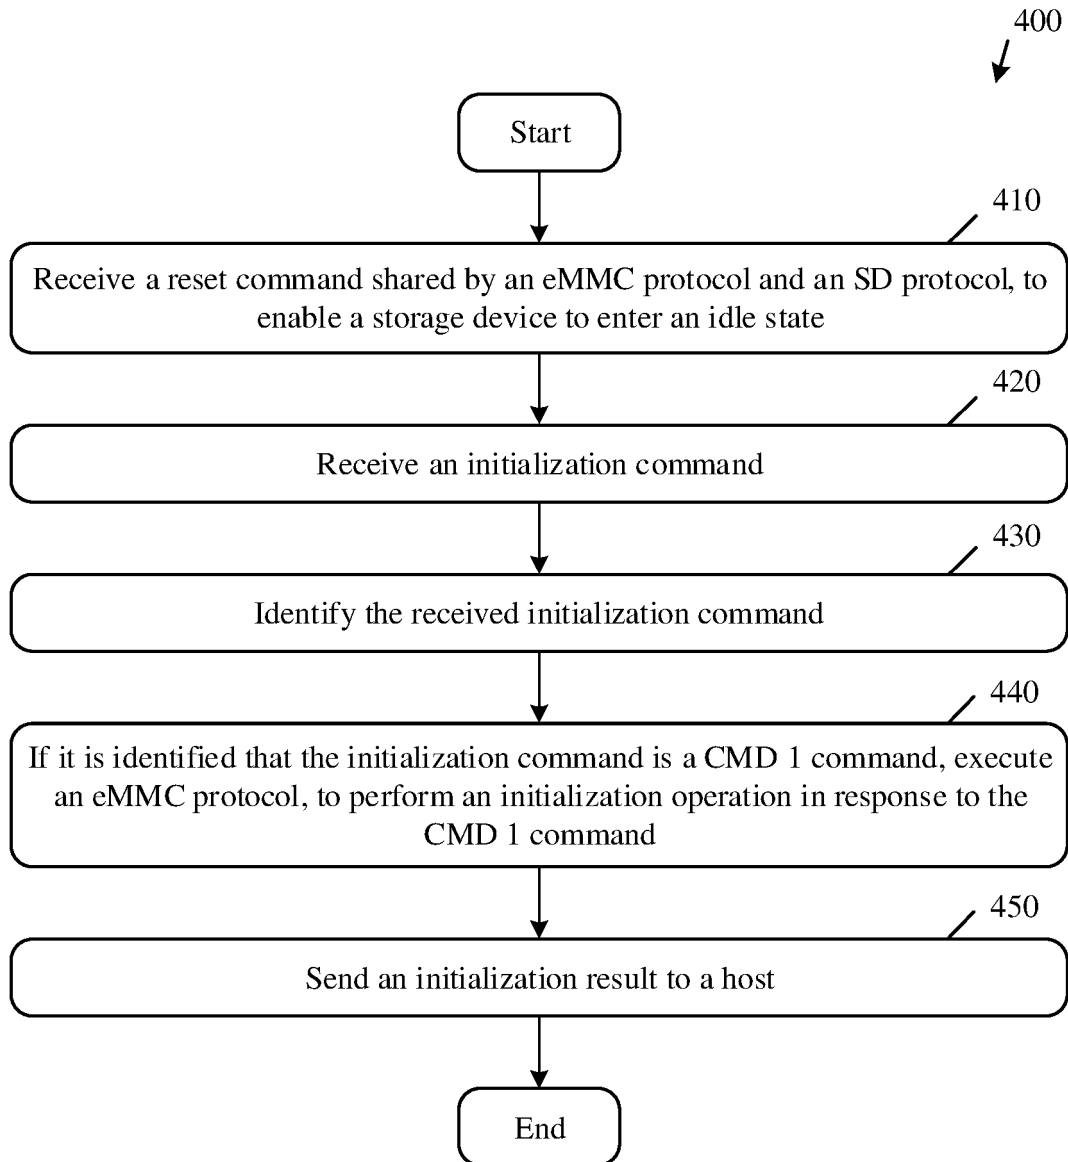 400
Start
410
Receive a reset command shared by an eMMC protocol and an SD protocol, to
enable a storage device to enter an idle state
420
Receive an initialization command
430
Identify the received initialization command
440
If it is identified that the initialization command is a CMD 1 command, execute
an eMMC protocol, to perform an initialization operation in response to the
CMD 1 command
450
Send an initialization result to a host
End